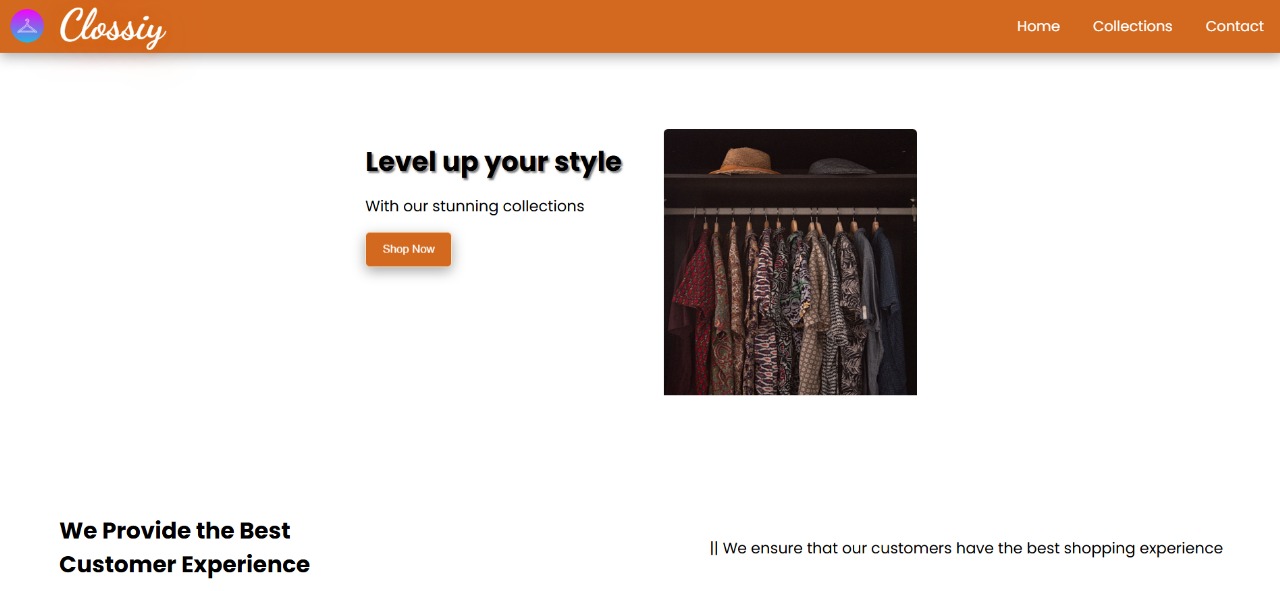 Clossiy
Home
Collections
Contact
Level up your style
With our stunning collections
Shop Now
We Provide the Best
Customer Experience
|| We ensure that our customers have the best shopping experience